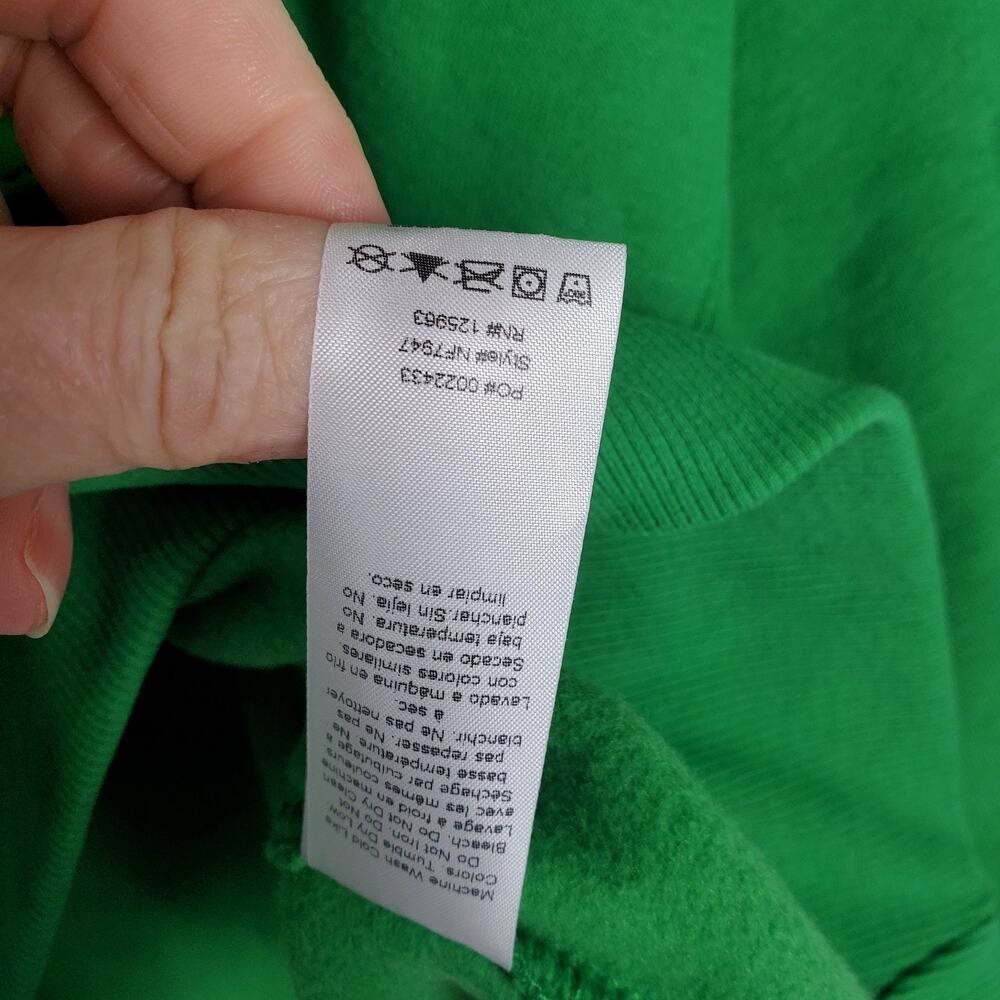 Machine Wash Cold Like
Colors. Tumble Dry Low.
Do Not Iron. Do Not
Bleach. Do Not Dry Clean
Lavage à froid en machine
avec les mêmes couleurs
Séchage par culbutage à
basse température. Ne
pas repasser. Ne pas
blanchir. Ne pas nettoyer
à sec.
Lavado a máquina en frío
con colores similares.
Secado en secadora a
baja temperatura. No
planchar.Sin lejía. No
limpiar en seco.
PO# 0022433
Style# NF7947
RN# 125963